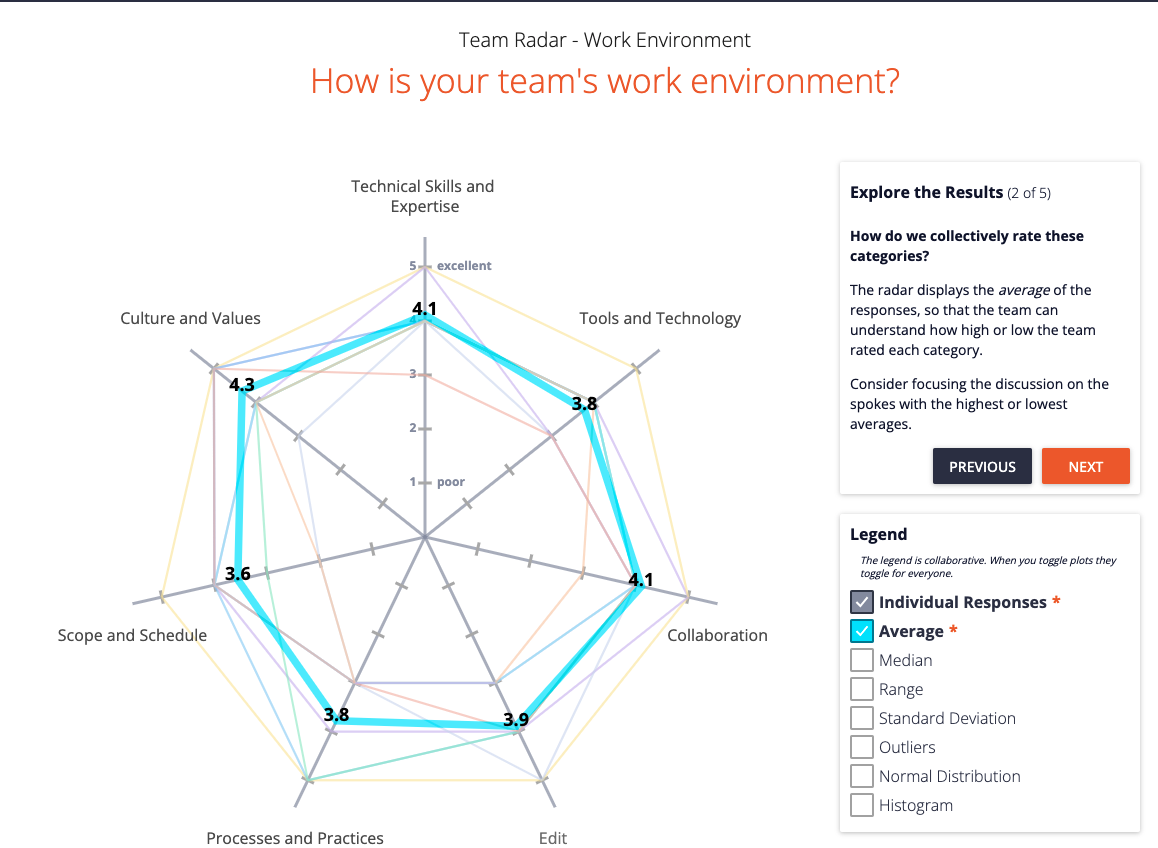 Team Radar - Work Environment
How is your team's work environment?
Technical Skills and
Expertise
5 excellent
4.1
4
Culture and Values
Tools and Technology
3
4.3
3.8
2
1 poor
3.6
4.1
Scope and Schedule
Collaboration
3.8
3.9
Processes and Practices
Edit
Explore the Results (2 of 5)
How do we collectively rate these
categories?
The radar displays the average of the
responses, so that the team can
understand how high or low the team
rated each category.
Consider focusing the discussion on the
spokes with the highest or lowest
averages.
PREVIOUS
NEXT
Legend
The legend is collaborative. When you toggle plots they
toggle for everyone.
Individual Responses *
Average *
Median
Range
Standard Deviation
Outliers
Normal Distribution
Histogram